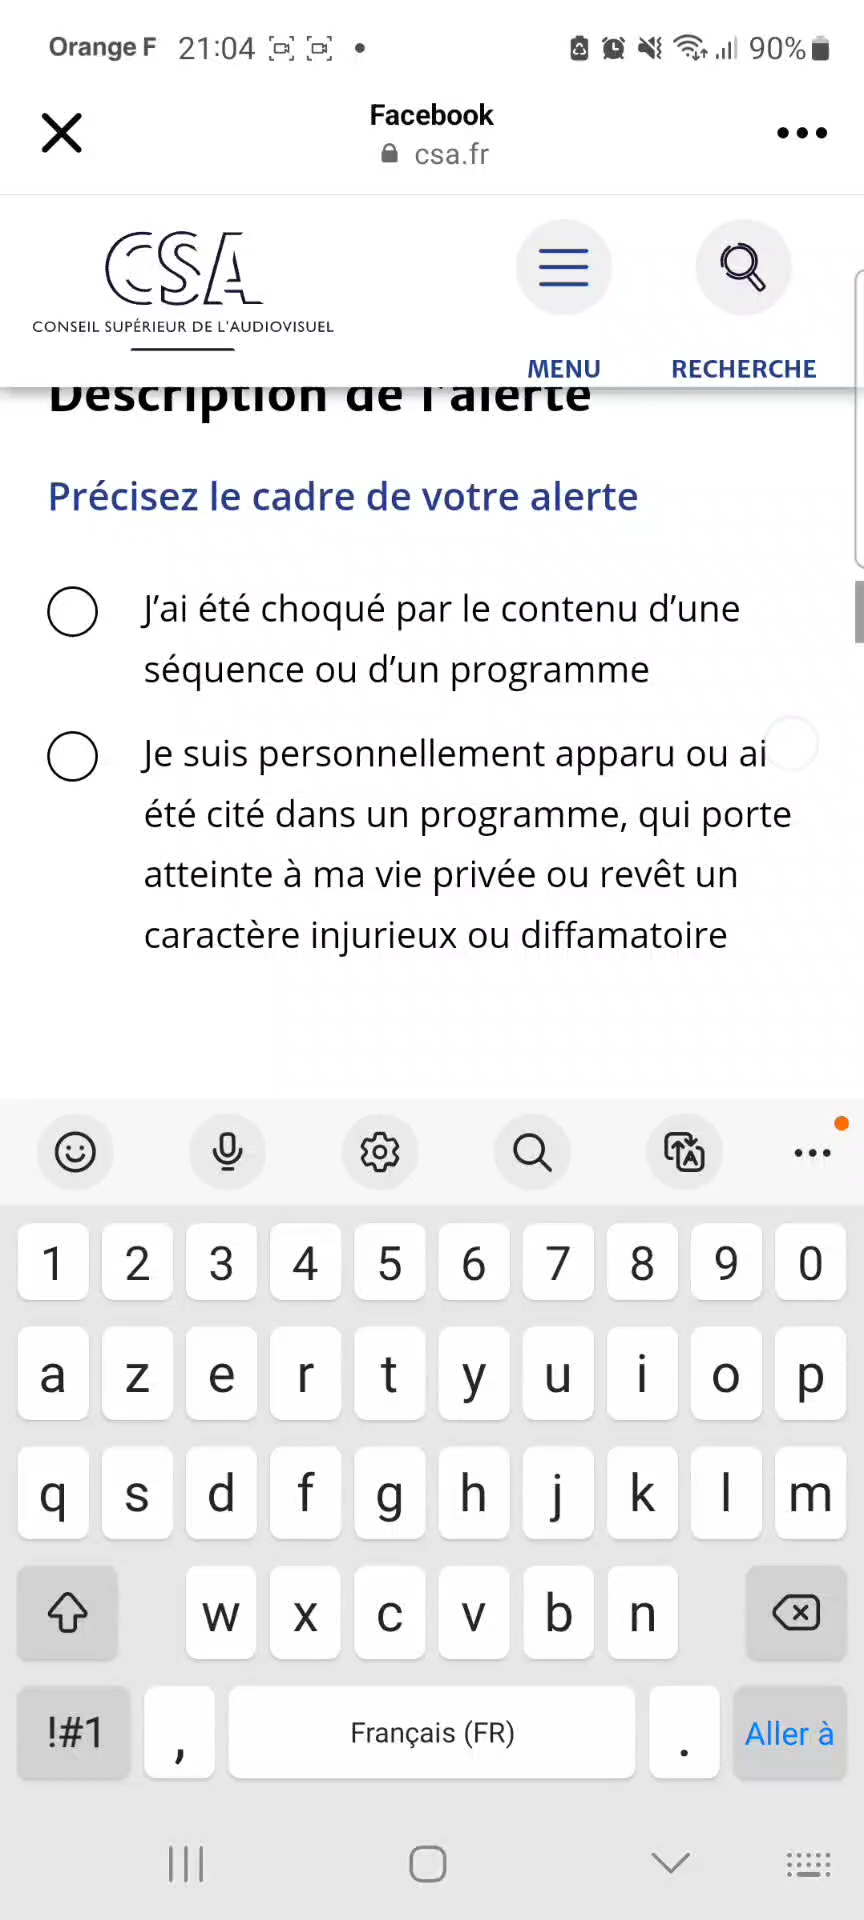 Orange F 21:04 90%
Facebook
csa.fr
CSA
CONSEIL SUPÉRIEUR DE L'AUDIOVISUEL
MENU RECHERCHE
Description de l'alerte
Précisez le cadre de votre alerte
J'ai été choqué par le contenu d'une
séquence ou d'un programme
Je suis personnellement apparu ou ai
été cité dans un programme, qui porte
atteinte à ma vie privée ou revêt un
caractère injurieux ou diffamatoire
1 2 3 4 5 6 7 8 9 0
a z e r t y u i o p
q s d f g h j k l m
w x c v b n
!#1 , Français (FR) . Aller à